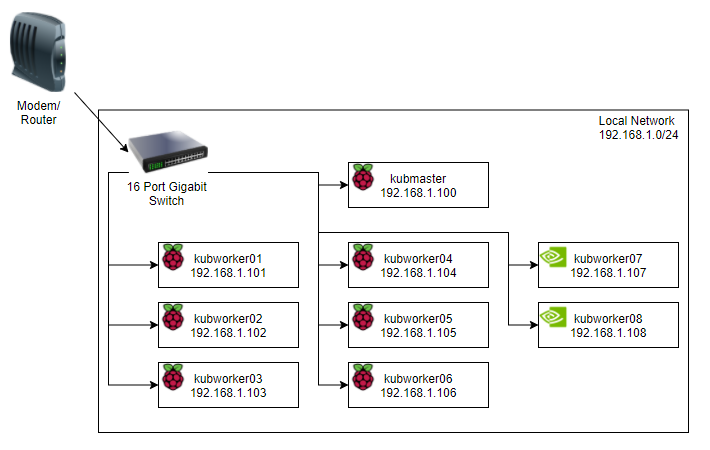 Modem/
Router
Local Network
192.168.1.0/24
16 Port Gigabit
Switch
kubmaster
192.168.1.100
kubworker01
192.168.1.101
kubworker04
192.168.1.104
kubworker07
192.168.1.107
kubworker02
192.168.1.102
kubworker05
192.168.1.105
kubworker08
192.168.1.108
kubworker03
192.168.1.103
kubworker06
192.168.1.106